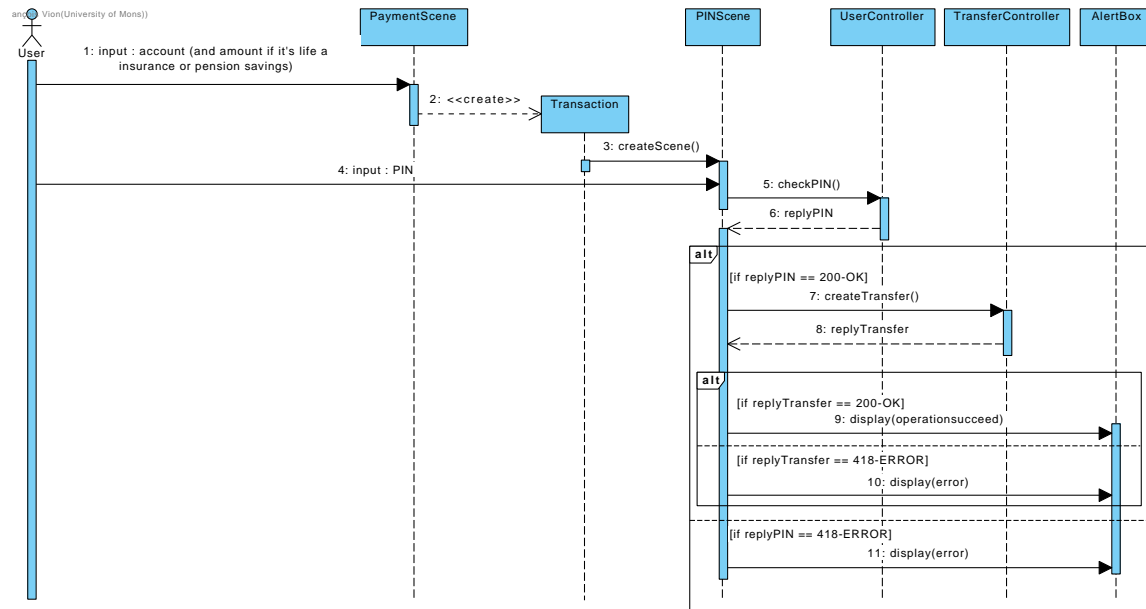 Vion(University of Mons))
User
PaymentScene
PINScene
UserController
TransferController
AlertBox
1: input : account (and amount if it's life a
insurance or pension savings)
2: <<create>>
Transaction
3: createScene()
4: input : PIN
5: checkPIN()
6: replyPIN
alt
[if replyPIN == 200-OK]
7: createTransfer()
8: replyTransfer
alt
[if replyTransfer == 200-OK]
9: display(operationsucceed)
[if replyTransfer == 418-ERROR]
10: display(error)
[if replyPIN == 418-ERROR]
11: display(error)